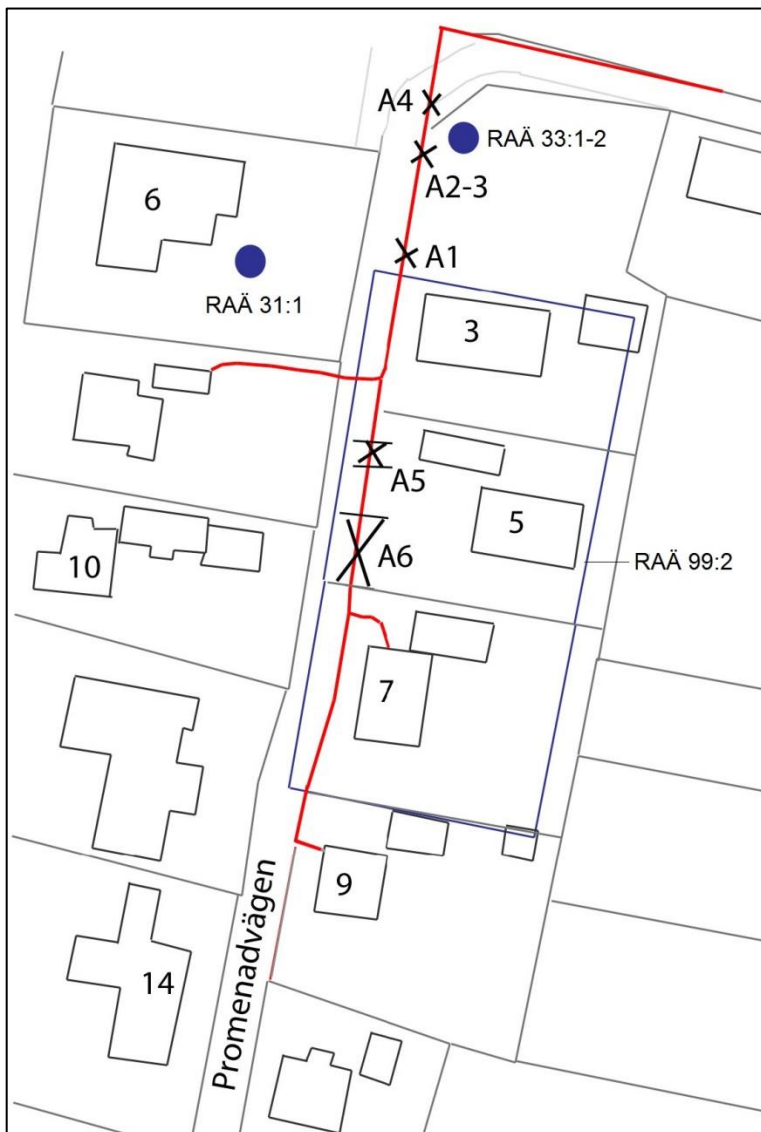 A4
RAÄ 33:1-2
A2-3
6
A1
RAÄ 31:1
3
A5
5
A6
RAÄ 99:2
10
7
9
14
Promenadvägen